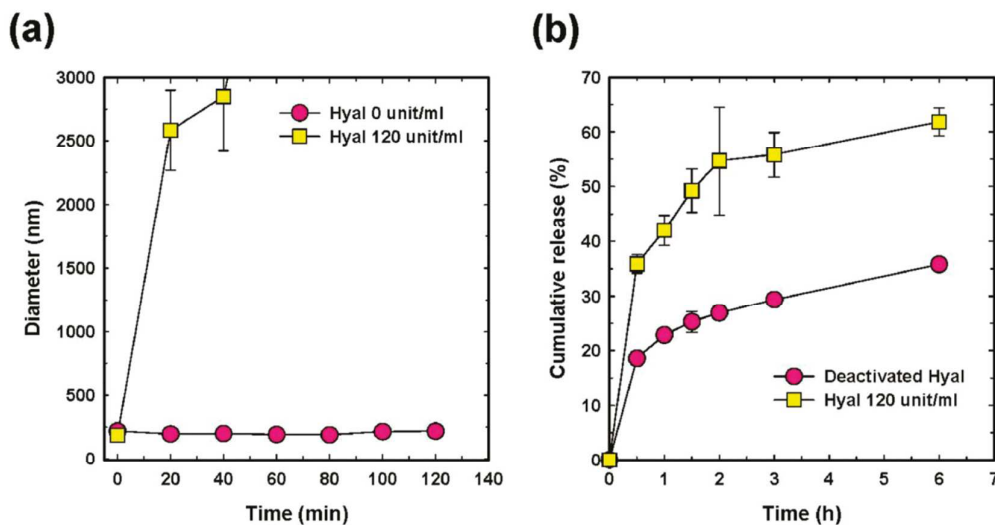 (a)
(b)
3000
2500
2000
1500
1000
500
0
Diameter (nm)
0 20 40 60 80 100 120 140
Time (min)
Hyal 0 unit/ml
Hyal 120 unit/ml
70
60
50
40
30
20
10
0
Cumulative release (%)
0 1 2 3 4 5 6 7
Time (h)
Deactivated Hyal
Hyal 120 unit/ml